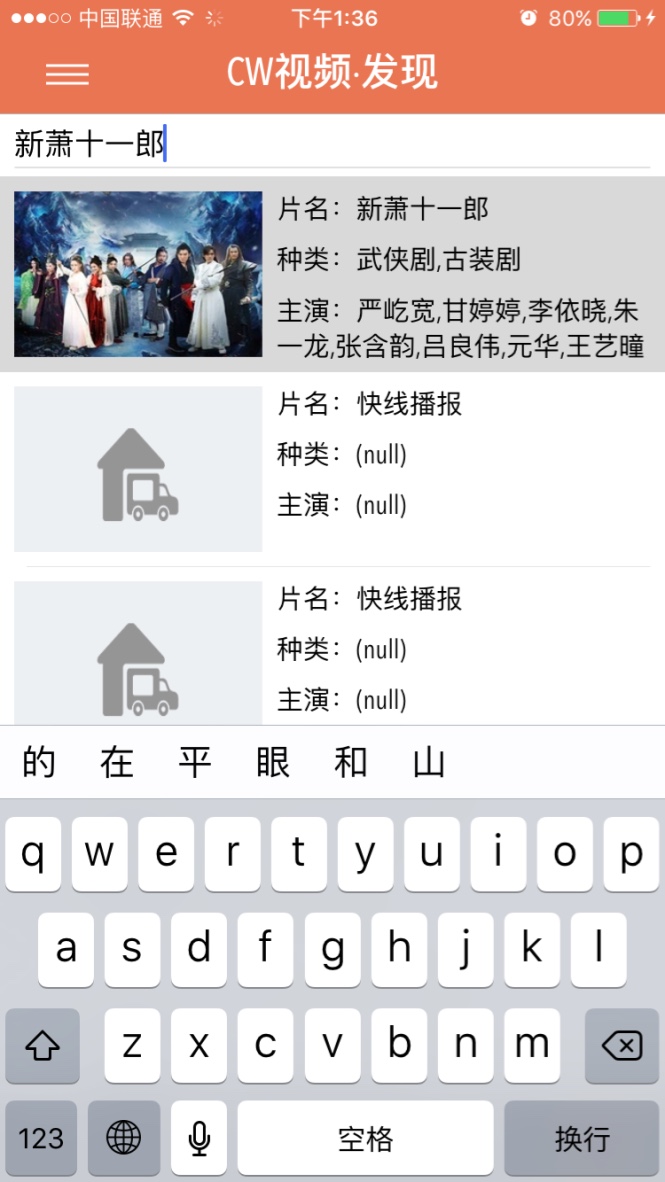 中国联通 下午1:36 80%
CW视频·发现
新萧十一郎
片名：新萧十一郎
种类：武侠剧,古装剧
主演：严屹宽,甘婷婷,李依晓,朱
一龙,张含韵,吕良伟,元华,王艺瞳
片名：快线播报
种类：(null)
主演：(null)
片名：快线播报
种类：(null)
主演：(null)
的 在 平 眼 和 山
q w e r t y u i o p
a s d f g h j k l
z x c v b n m
123 空格 换行